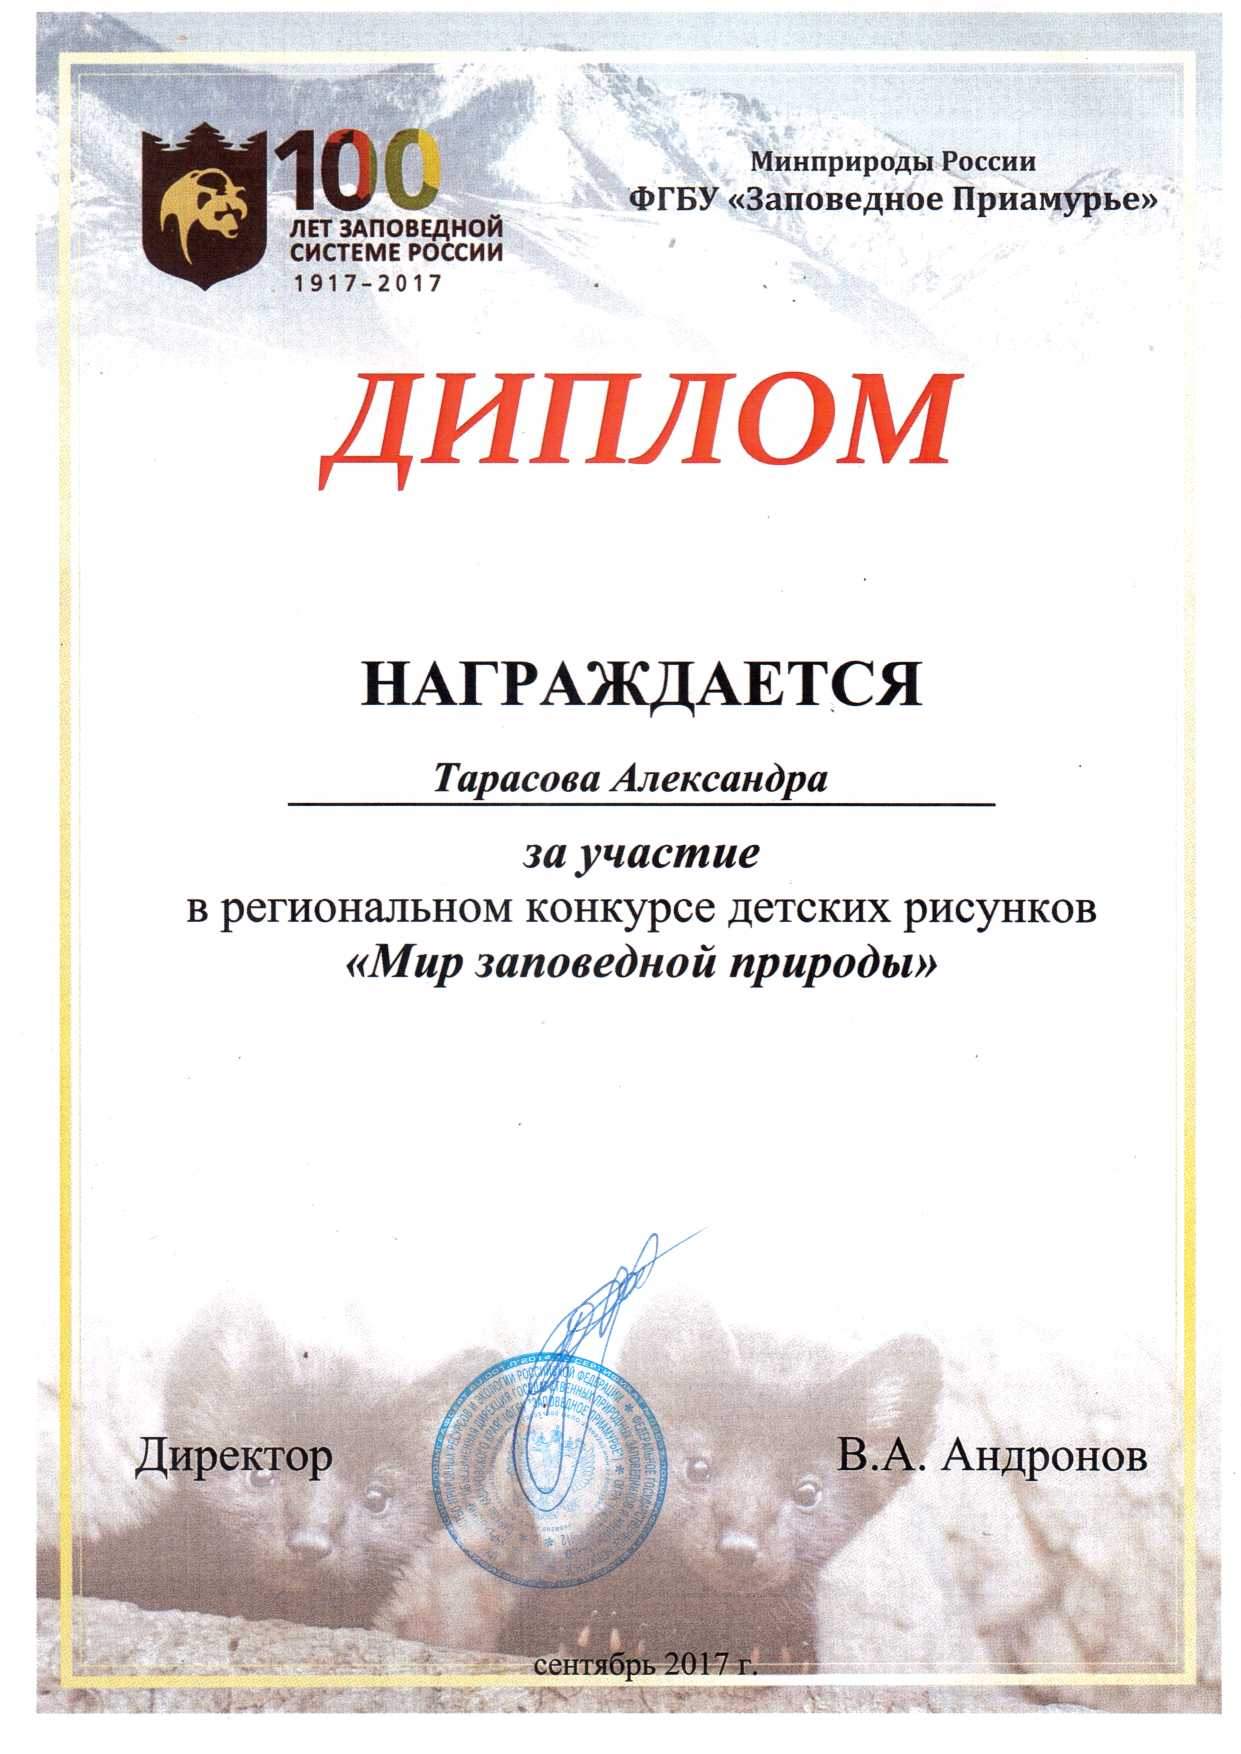 100
ЛЕТ ЗАПОВЕДНОЙ
СИСТЕМЕ РОССИИ
1917-2017
Минприроды России
ФГБУ «Заповедное Приамурье»
ДИПЛОМ
НАГРАЖДАЕТСЯ
Тарасова Александра
за участие
в региональном конкурсе детских рисунков
«Мир заповедной природы»
Директор
В.А. Андронов
сентябрь 2017 г.